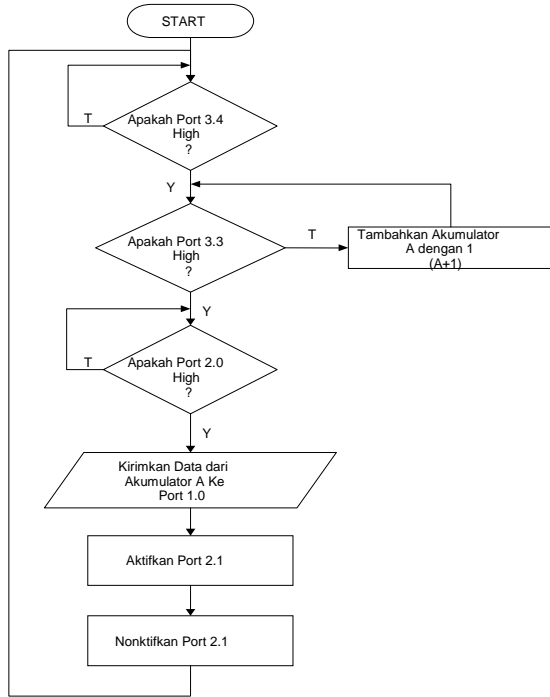 START
Apakah Port 3.4
High
?
T
Y
Apakah Port 3.3
High
?
T
Tambahkan Akumulator
A dengan 1
(A+1)
Y
Apakah Port 2.0
High
?
T
Y
Kirimkan Data dari
Akumulator A Ke
Port 1.0
Aktifkan Port 2.1
Nonktifkan Port 2.1